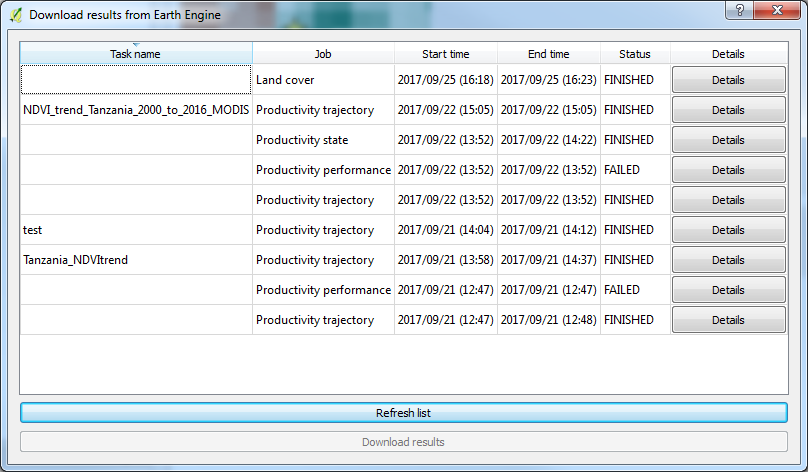 Download results from Earth Engine
Task name Job Start time End time Status Details
Land cover 2017/09/25 (16:18) 2017/09/25 (16:23) FINISHED Details
NDVI_trend_Tanzania_2000_to_2016_MODIS Productivity trajectory 2017/09/22 (15:05) 2017/09/22 (15:05) FINISHED Details
Productivity state 2017/09/22 (13:52) 2017/09/22 (14:22) FINISHED Details
Productivity performance 2017/09/22 (13:52) 2017/09/22 (13:52) FAILED Details
Productivity trajectory 2017/09/22 (13:52) 2017/09/22 (13:52) FINISHED Details
test Productivity trajectory 2017/09/21 (14:04) 2017/09/21 (14:12) FINISHED Details
Tanzania_NDVItrend Productivity trajectory 2017/09/21 (13:58) 2017/09/21 (14:37) FINISHED Details
Productivity performance 2017/09/21 (12:47) 2017/09/21 (12:47) FAILED Details
Productivity trajectory 2017/09/21 (12:47) 2017/09/21 (12:48) FINISHED Details
Refresh list
Download results